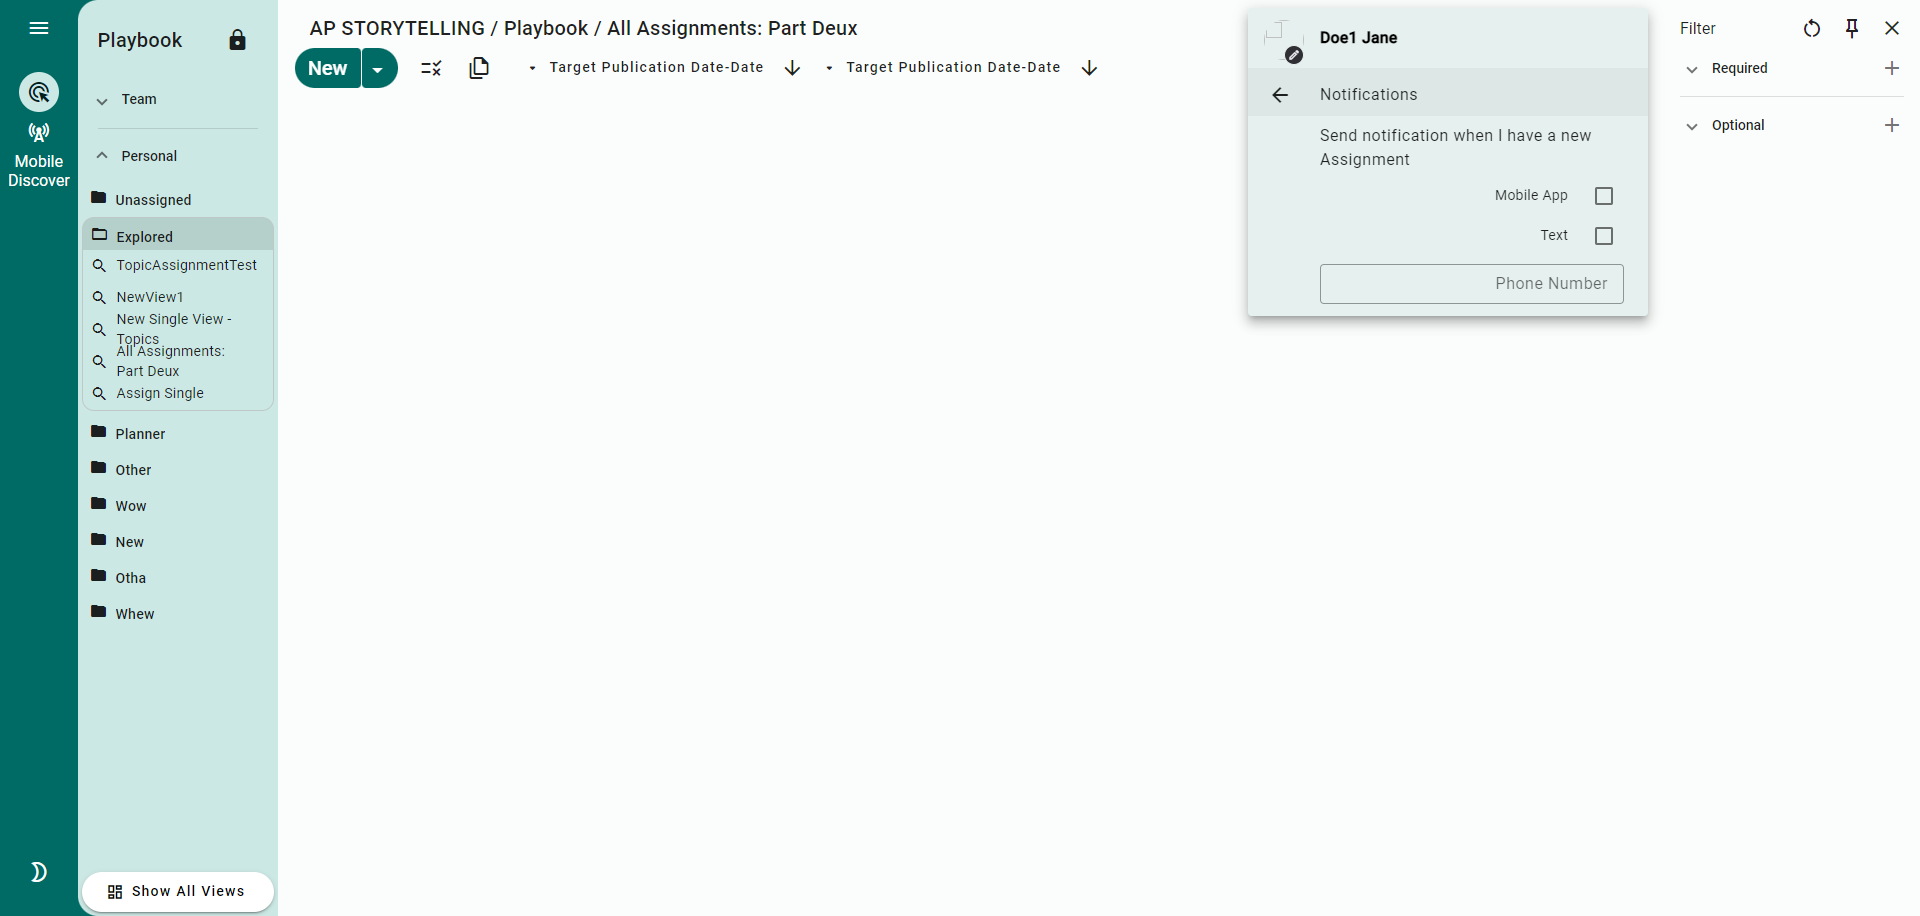 Mobile
Discover
Playbook
Team
Personal
Unassigned
Explored
TopicAssignmentTest
NewView1
New Single View -
Topics
All Assignments:
Part Deux
Assign Single
Planner
Other
Wow
New
Otha
Whew
Show All Views
AP STORYTELLING / Playbook / All Assignments: Part Deux
New
Target Publication Date-Date
Target Publication Date-Date
Doe1 Jane
Notifications
Send notification when I have a new
Assignment
Mobile App
Text
Phone Number
Filter
Required
Optional